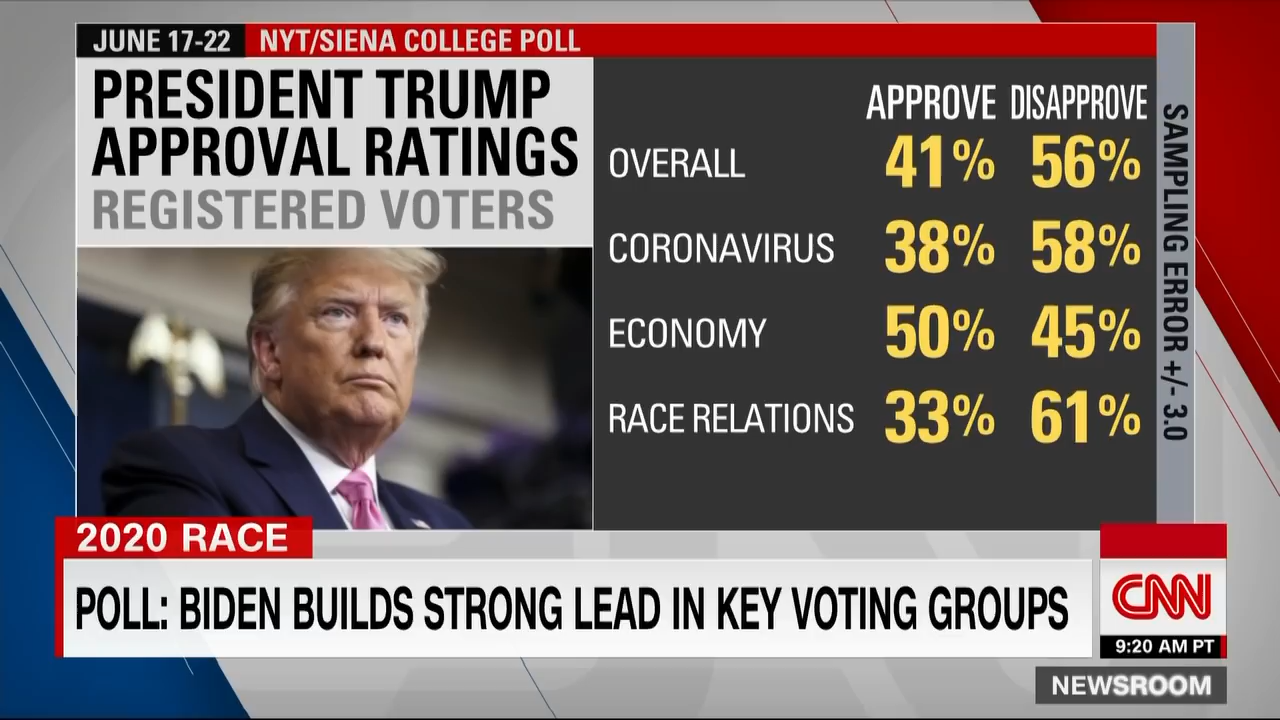 JUNE 17-22 NYT/SIENA COLLEGE POLL
PRESIDENT TRUMP
APPROVAL RATINGS
REGISTERED VOTERS
APPROVE DISAPPROVE
OVERALL 41% 56%
CORONAVIRUS 38% 58%
ECONOMY 50% 45%
RACE RELATIONS 33% 61%
SAMPLING ERROR +/- 3.0
2020 RACE
POLL: BIDEN BUILDS STRONG LEAD IN KEY VOTING GROUPS
CNN
9:20 AM PT
NEWSROOM